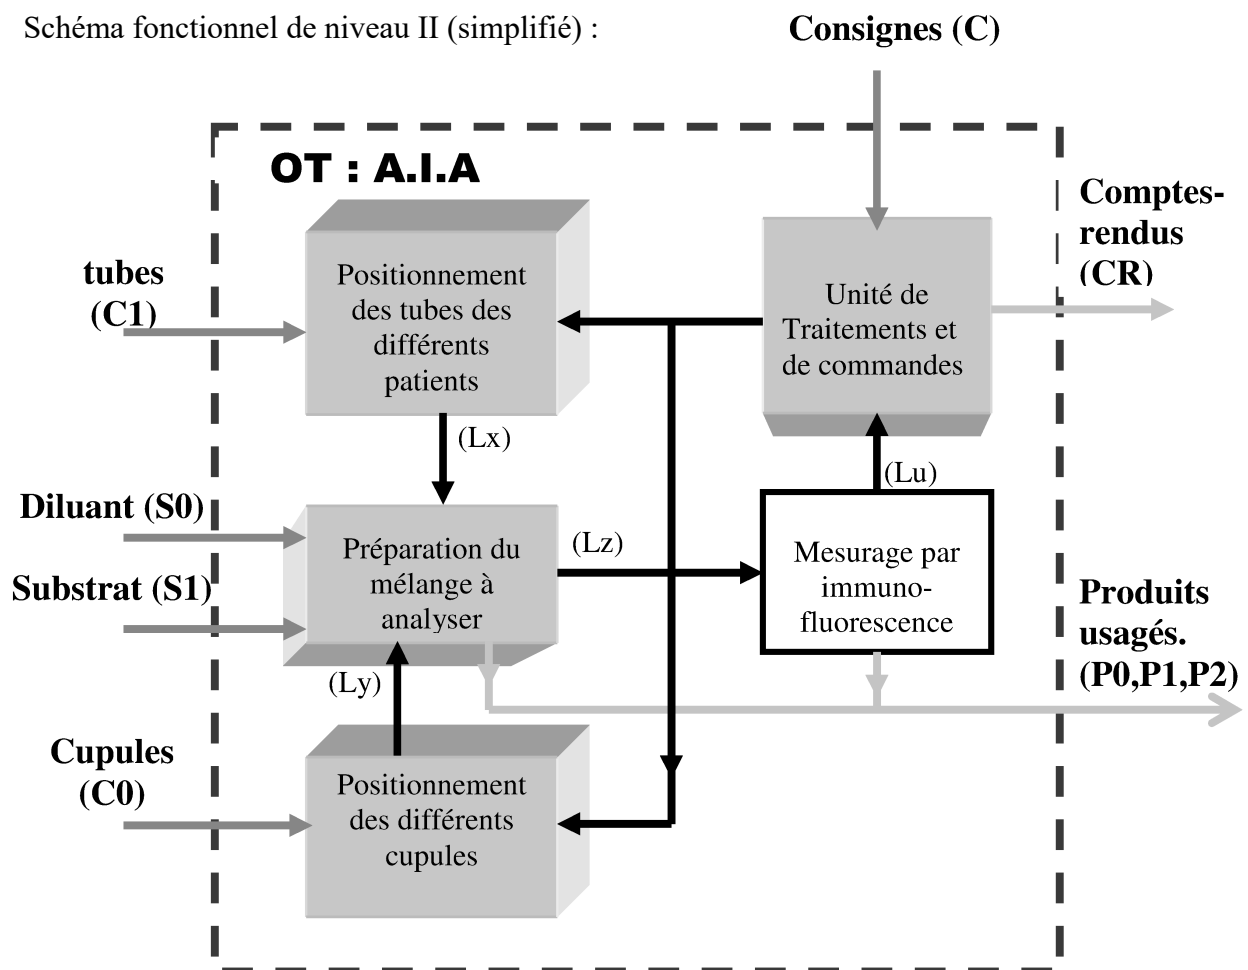 Schéma fonctionnel de niveau II (simplifié) :
Consignes (C)
OT : A.I.A
Comptes-
rendus
(CR)
tubes
(C1)
Positionnement
des tubes des
différents
patients
Unité de
Traitements et
de commandes
(Lx)
(Lu)
Diluant (S0)
Substrat (S1)
Préparation du
mélange à
analyser
(Lz)
Mesurage par
immuno-
fluorescence
Produits
usagés.
(P0,P1,P2)
(Ly)
Cupules
(C0)
Positionnement
des différents
cupules